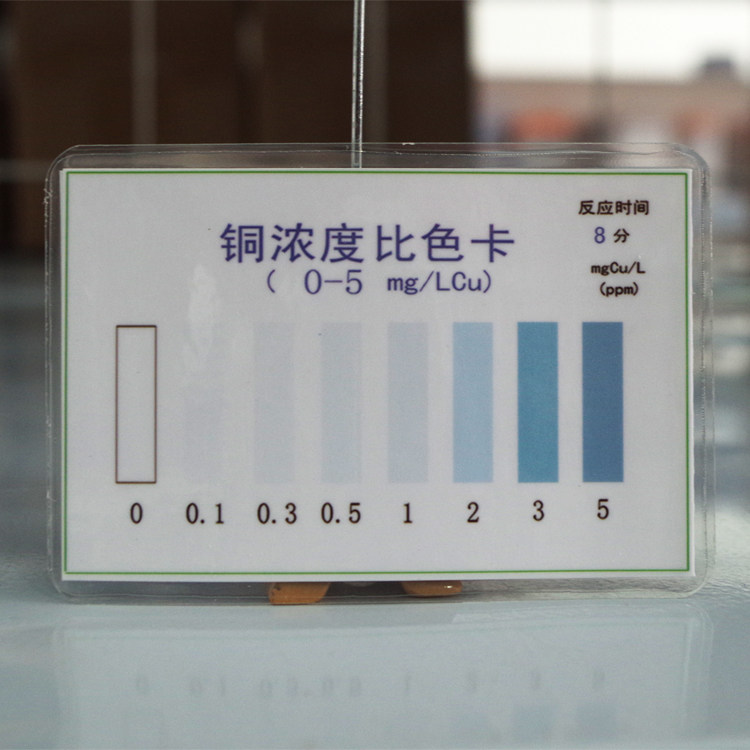 铜浓度比色卡
( 0-5 mg/LCu)
反应时间
8 分
mgCu/L
(ppm)
0 0.1 0.3 0.5 1 2 3 5